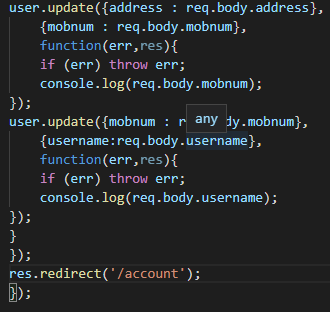 user.update({address : req.body.address},
{mobnum : req.body.mobnum},
function(err,res){
if (err) throw err;
console.log(req.body.mobnum);
});
any
user.update({mobnum : r dy.mobnum},
{username:req.body.username},
function(err,res){
if (err) throw err;
console.log(req.body.username);
});
}
});
res.redirect('/account');
});